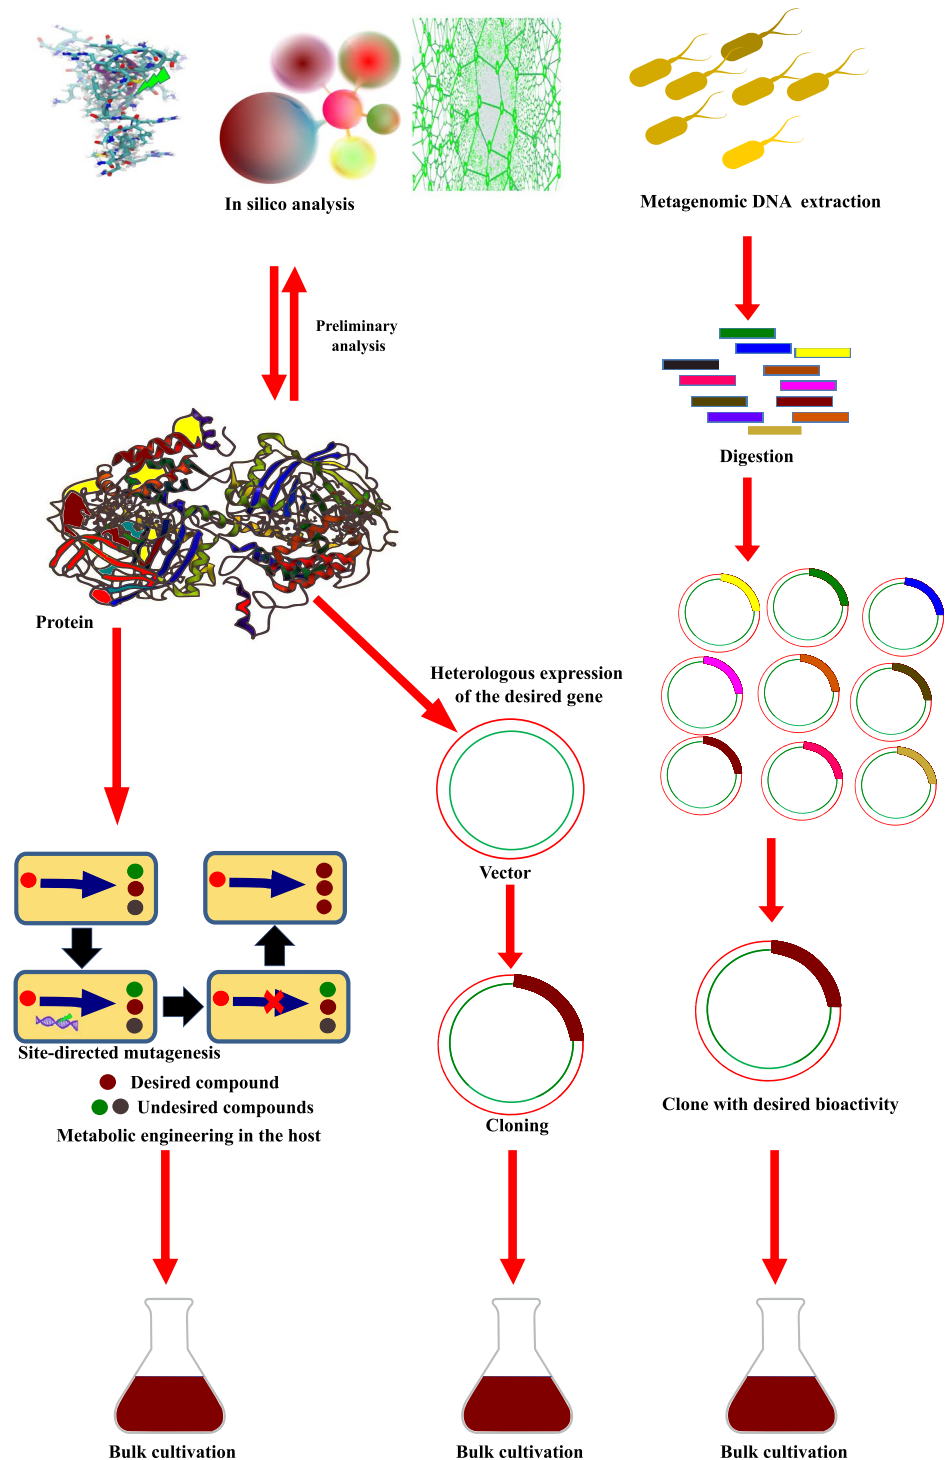 In silico analysis
Metagenomic DNA extraction
Preliminary
analysis
Digestion
Protein
Heterologous expression
of the desired gene
Vector
Site-directed mutagenesis
Desired compound
Undesired compounds
Metabolic engineering in the host
Cloning
Clone with desired bioactivity
Bulk cultivation
Bulk cultivation
Bulk cultivation